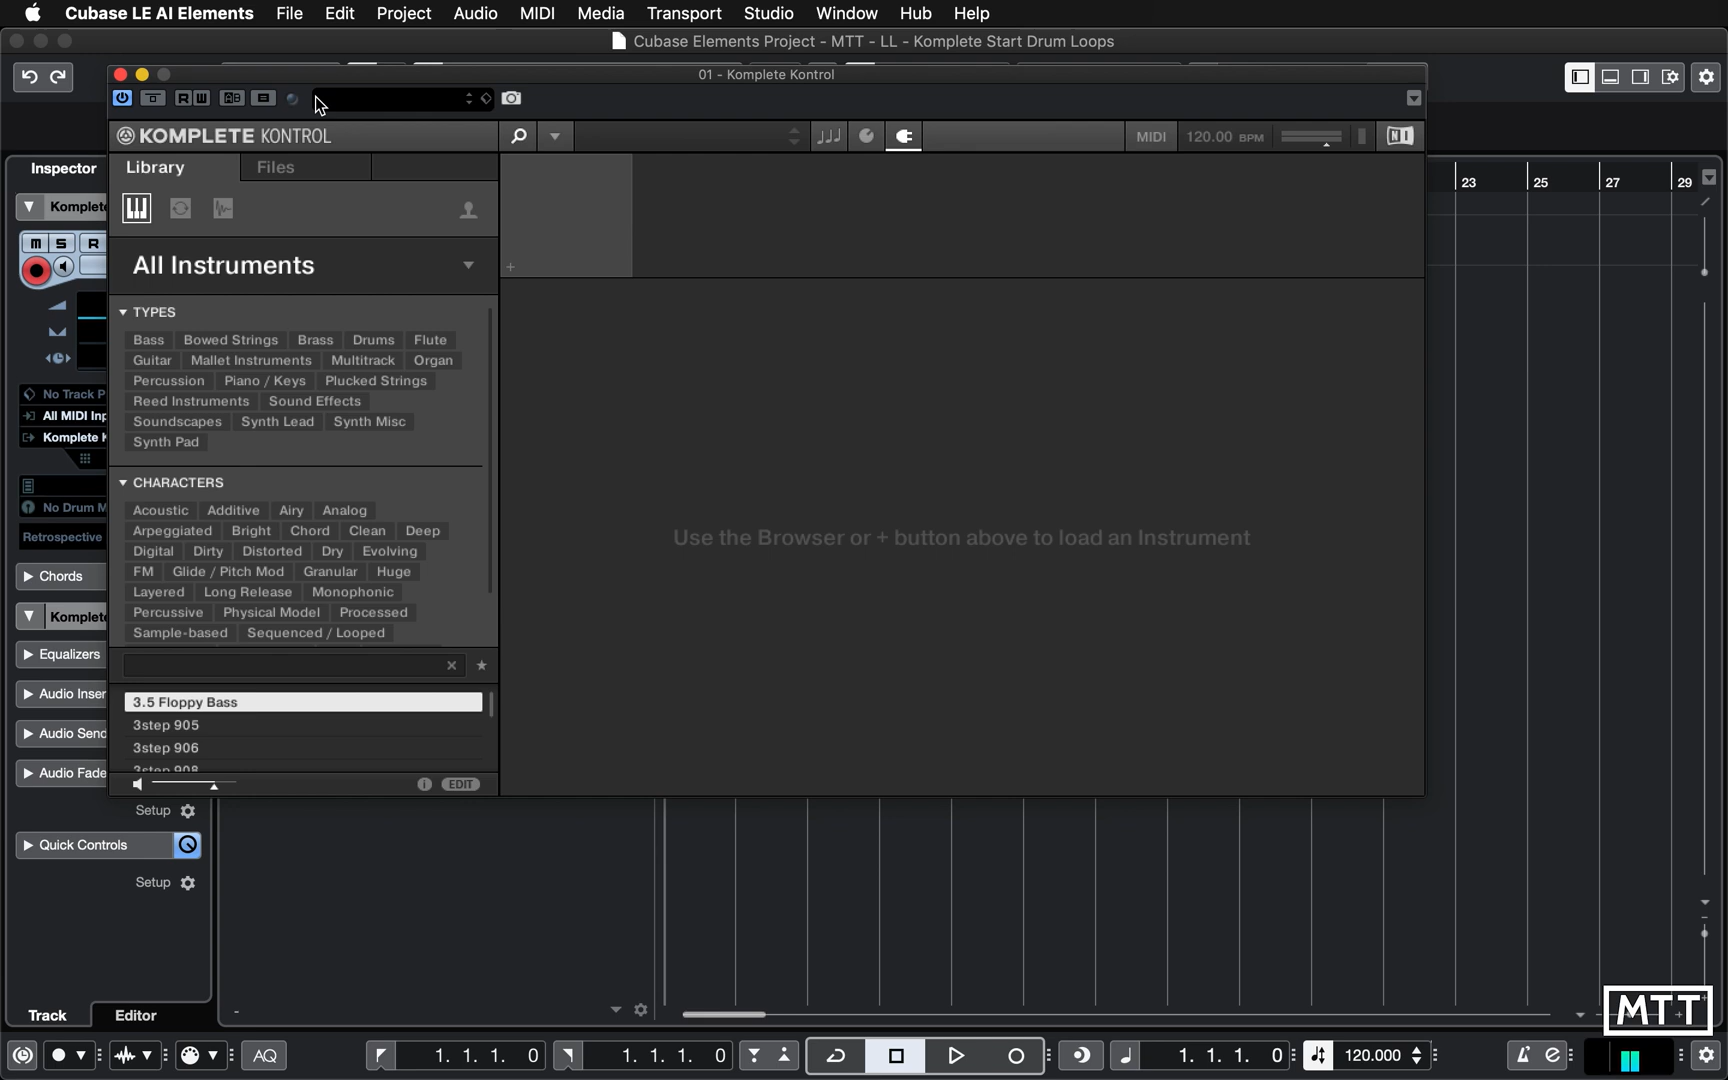 Cubase LE AI Elements File Edit Project Audio MIDI Media Transport Studio Window Hub Help
Cubase Elements Project - MTT - LL - Komplete Start Drum Loops
01 - Komplete Kontrol
R W
KOMPLETE KONTROL MIDI 120.00 BPM NI
Inspector Library Files 23 25 27 29
Komplete
M S R
All Instruments
TYPES
Bass Bowed Strings Brass Drums Flute
Guitar Mallet Instruments Multitrack Organ
Percussion Piano / Keys Plucked Strings
Reed Instruments Sound Effects
No Track P
All MIDI Inp
Soundscapes Synth Lead Synth Misc
Komplete K
Synth Pad
CHARACTERS
No Drum M
Acoustic Additive Airy Analog
Arpeggiated Bright Chord Clean Deep
Retrospective
Use the Browser or + button above to load an Instrument
Digital Dirty Distorted Dry Evolving
Chords
FM Glide / Pitch Mod Granular Huge
Layered Long Release Monophonic
Komplete
Percussive Physical Model Processed
Sample-based Sequenced / Looped
Equalizers
Audio Inser
3.5 Floppy Bass
3step 905
Audio Send
3step 906
3step 908
Audio Fade
EDIT
Setup
Quick Controls
Setup
Track Editor
MTT
AQ 1. 1. 1. 0 1. 1. 1. 0 1. 1. 1. 0 120.000